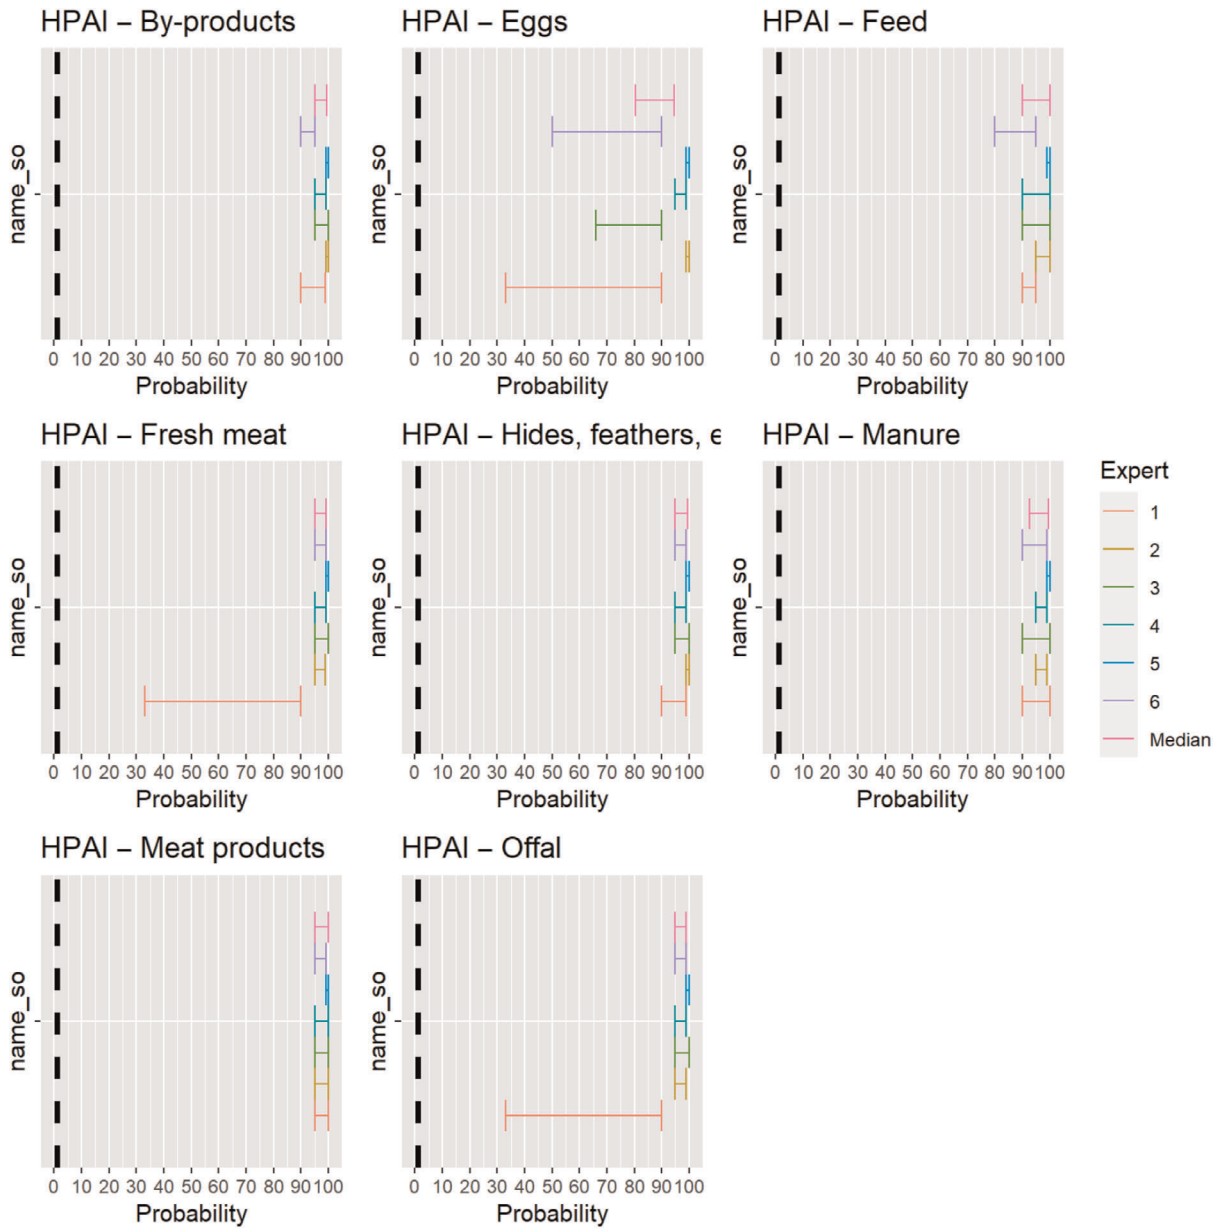 HPAI – By-products
HPAI – Eggs
HPAI – Feed
name_so
name_so
name_so
0 10 20 30 40 50 60 70 80 90 100
0 10 20 30 40 50 60 70 80 90 100
0 10 20 30 40 50 60 70 80 90 100
Probability
Probability
Probability
HPAI – Fresh meat
HPAI – Hides, feathers, e
HPAI – Manure
name_so
name_so
name_so
0 10 20 30 40 50 60 70 80 90 100
0 10 20 30 40 50 60 70 80 90 100
0 10 20 30 40 50 60 70 80 90 100
Probability
Probability
Probability
Expert
1
2
3
4
5
6
Median
HPAI – Meat products
HPAI – Offal
name_so
name_so
0 10 20 30 40 50 60 70 80 90 100
0 10 20 30 40 50 60 70 80 90 100
Probability
Probability